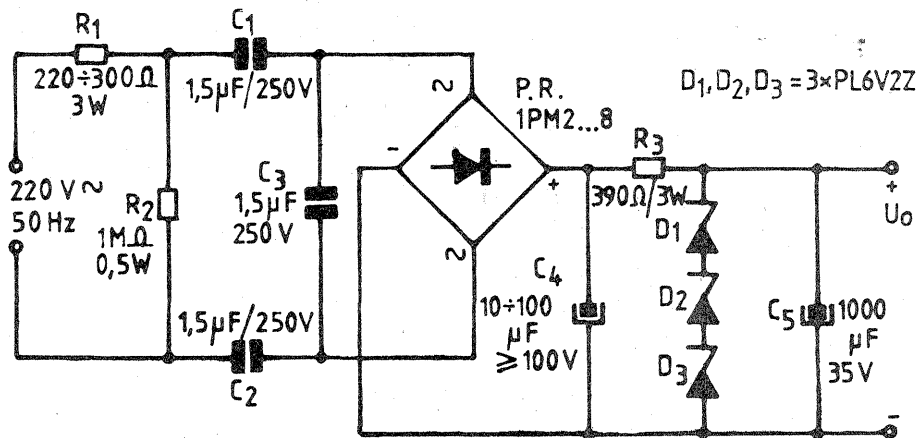 R1
220÷300Ω
3W
C1
1,5μF/250V
P.R.
1PM2...8
D1, D2, D3 = 3×PL6V2Z
~
-
+
~
220 V ~
50 Hz
R2
1MΩ
0,5W
C3
1,5μF
250 V
R3
390Ω/3W
D1
D2
D3
+
U0
-
1,5μF/250V
C2
C4
10÷100
μF
≥100V
C5
1000
μF
35V